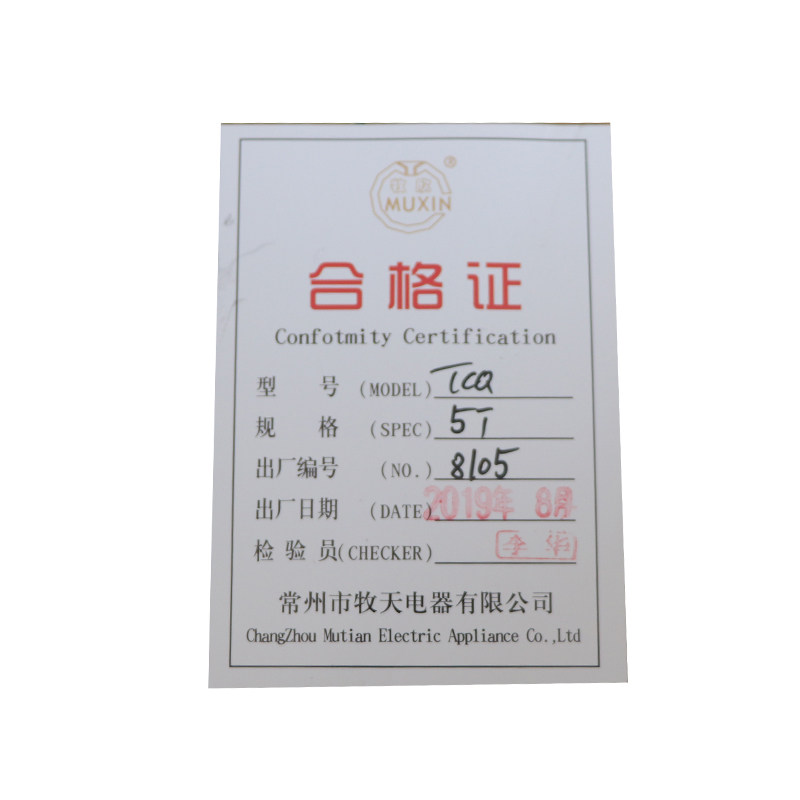 ®
MUXIN
合格证
Confotmity Certification
型 号 (MODEL) TCQ
规 格 (SPEC) 5T
出厂编号 (NO.) 8105
出厂日期 (DATE) 2019年 8月
检验员(CHECKER) 李
常州市牧天电器有限公司
ChangZhou Mutian Electric Appliance Co.,Ltd